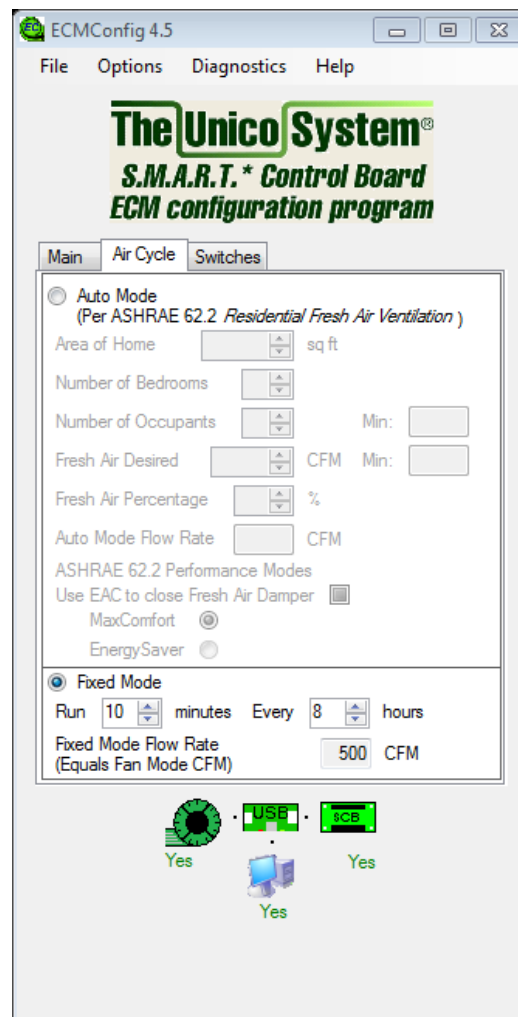 ECMConfig 4.5
File Options Diagnostics Help
The Unico System®
S.M.A.R.T.* Control Board
ECM configuration program
Main Air Cycle Switches
Auto Mode
(Per ASHRAE 62.2 Residential Fresh Air Ventilation )
Area of Home sq ft
Number of Bedrooms
Number of Occupants Min:
Fresh Air Desired CFM Min:
Fresh Air Percentage %
Auto Mode Flow Rate CFM
ASHRAE 62.2 Performance Modes
Use EAC to close Fresh Air Damper
MaxComfort
EnergySaver
Fixed Mode
Run 10 minutes Every 8 hours
Fixed Mode Flow Rate
(Equals Fan Mode CFM) 500 CFM
USB SCB
Yes Yes
Yes